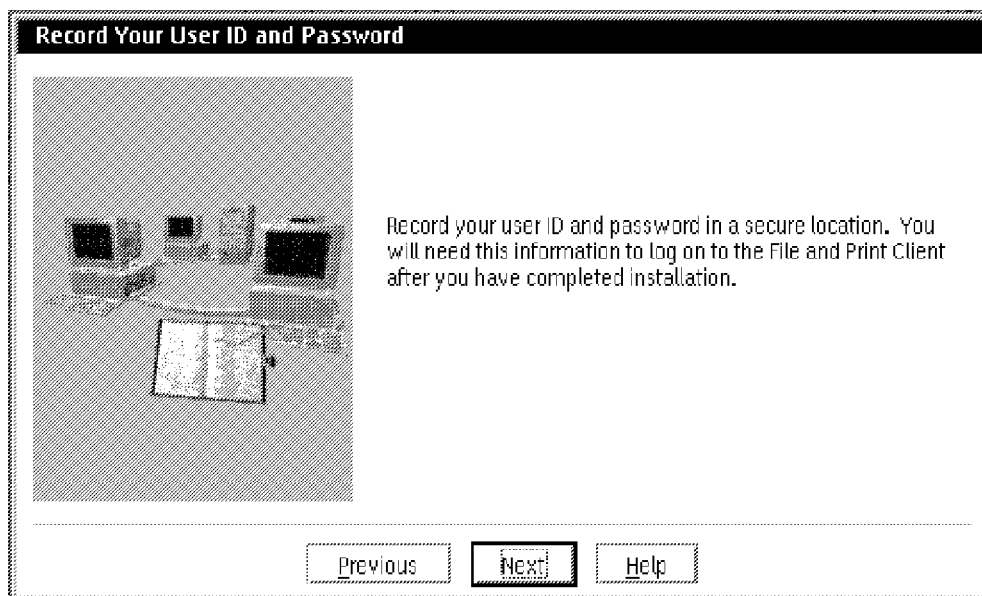 Record Your User ID and Password
Record your user ID and password in a secure location. You
will need this information to log on to the File and Print Client
after you have completed installation.
Previous
Next
Help